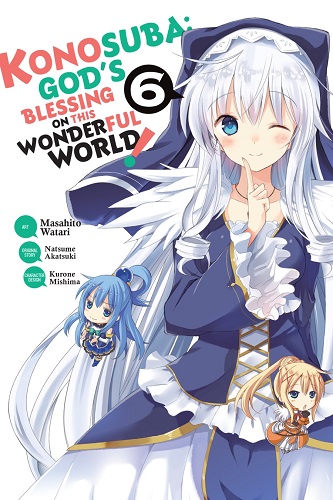 KONOSUBA:
GOD'S
BLESSING
ON THIS
WONDERFUL
WORLD!
6
ART
Masahito
Watari
ORIGINAL STORY
Natsume
Akatsuki
CHARACTER DESIGN
Kurone
Mishima